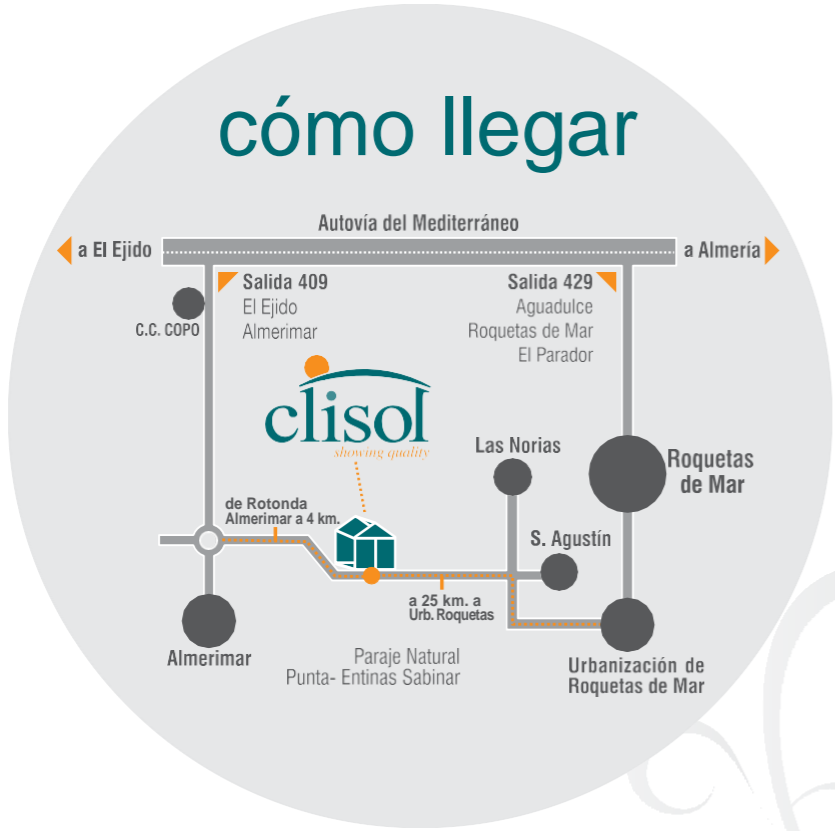 cómo llegar
Autovía del Mediterráneo
a El Ejido
a Almería
Salida 409
El Ejido
Almerimar
Salida 429
Aguadulce
Roquetas de Mar
El Parador
C.C. COPO
clisol
showing quality
Las Norias
Roquetas
de Mar
de Rotonda
Almerimar a 4 km.
S. Agustín
a 25 km. a
Urb. Roquetas
Almerimar
Paraje Natural
Punta- Entinas Sabinar
Urbanización de
Roquetas de Mar